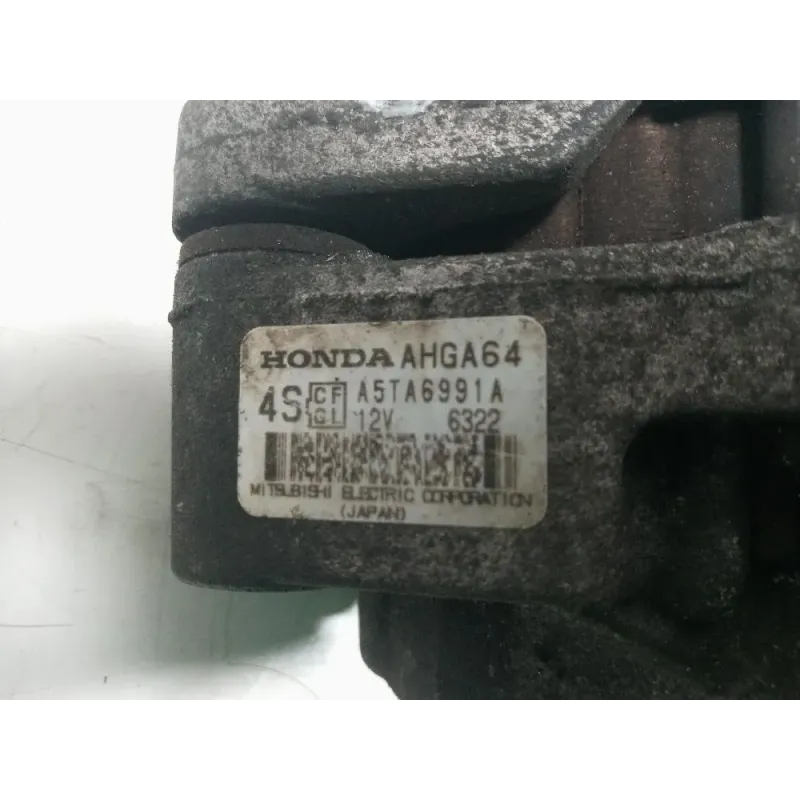 HONDA AHGA64
4S CF GL A5TA6991A
12V 6322
MITSUBISHI ELECTRIC CORPORATION
(JAPAN)